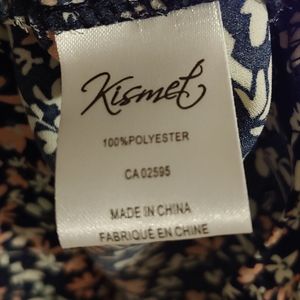 Kismet
100%POLYESTER
CA 02595
MADE IN CHINA
FABRIQUÉ EN CHINE